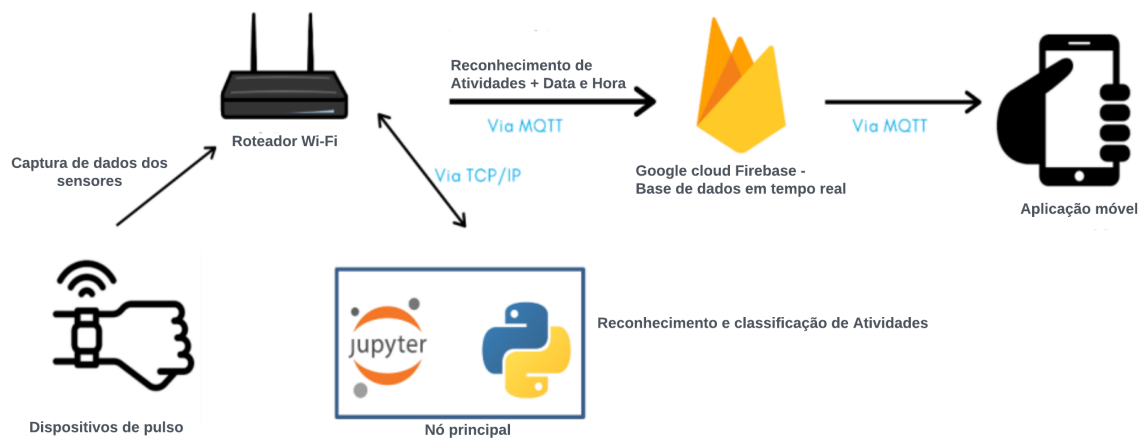 Reconhecimento de
Atividades + Data e Hora
Via MQTT
Via MQTT
Roteador Wi-Fi
Captura de dados dos
sensores
Via TCP/IP
Google cloud Firebase -
Base de dados em tempo real
Aplicação móvel
jupyter
Reconhecimento e classificação de Atividades
Dispositivos de pulso
Nó principal